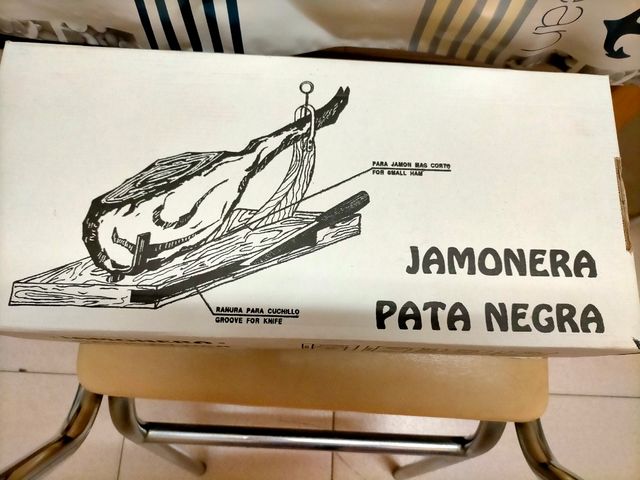 PARA JAMON MAS CORTO
FOR SMALL HAM
JAMONERA
PATA NEGRA
RANURA PARA CUCHILLO
GROOVE FOR KNIFE